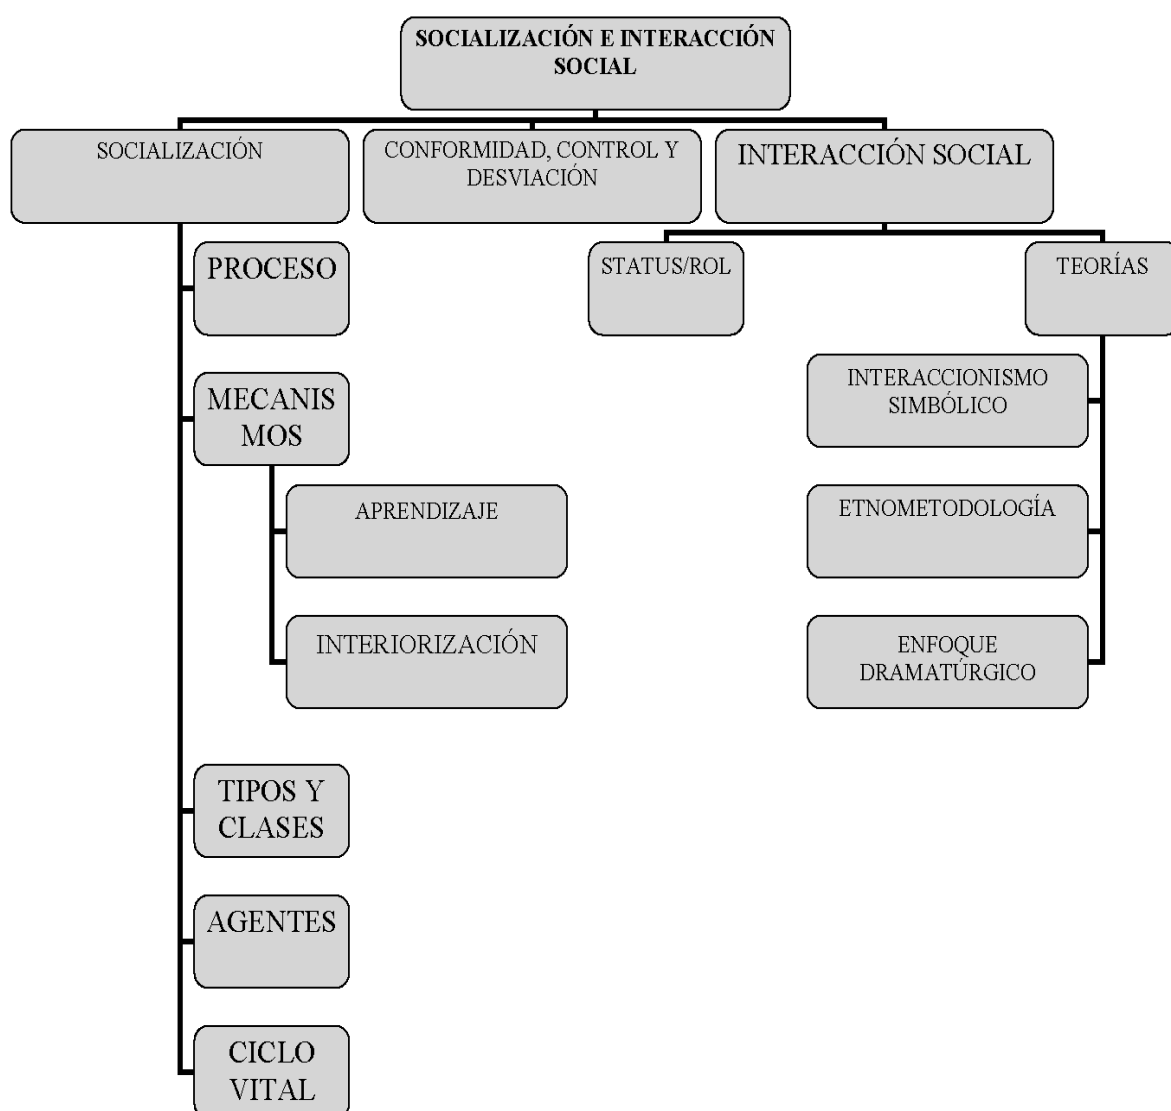 SOCIALIZACIÓN E INTERACCIÓN
SOCIAL
SOCIALIZACIÓN
CONFORMIDAD, CONTROL Y
DESVIACIÓN
INTERACCIÓN SOCIAL
PROCESO
MECANIS
MOS
APRENDIZAJE
INTERIORIZACIÓN
TIPOS Y
CLASES
AGENTES
CICLO
VITAL
STATUS/ROL
TEORÍAS
INTERACCIONISMO
SIMBÓLICO
ETNOMETODOLOGÍA
ENFOQUE
DRAMATÚRGICO